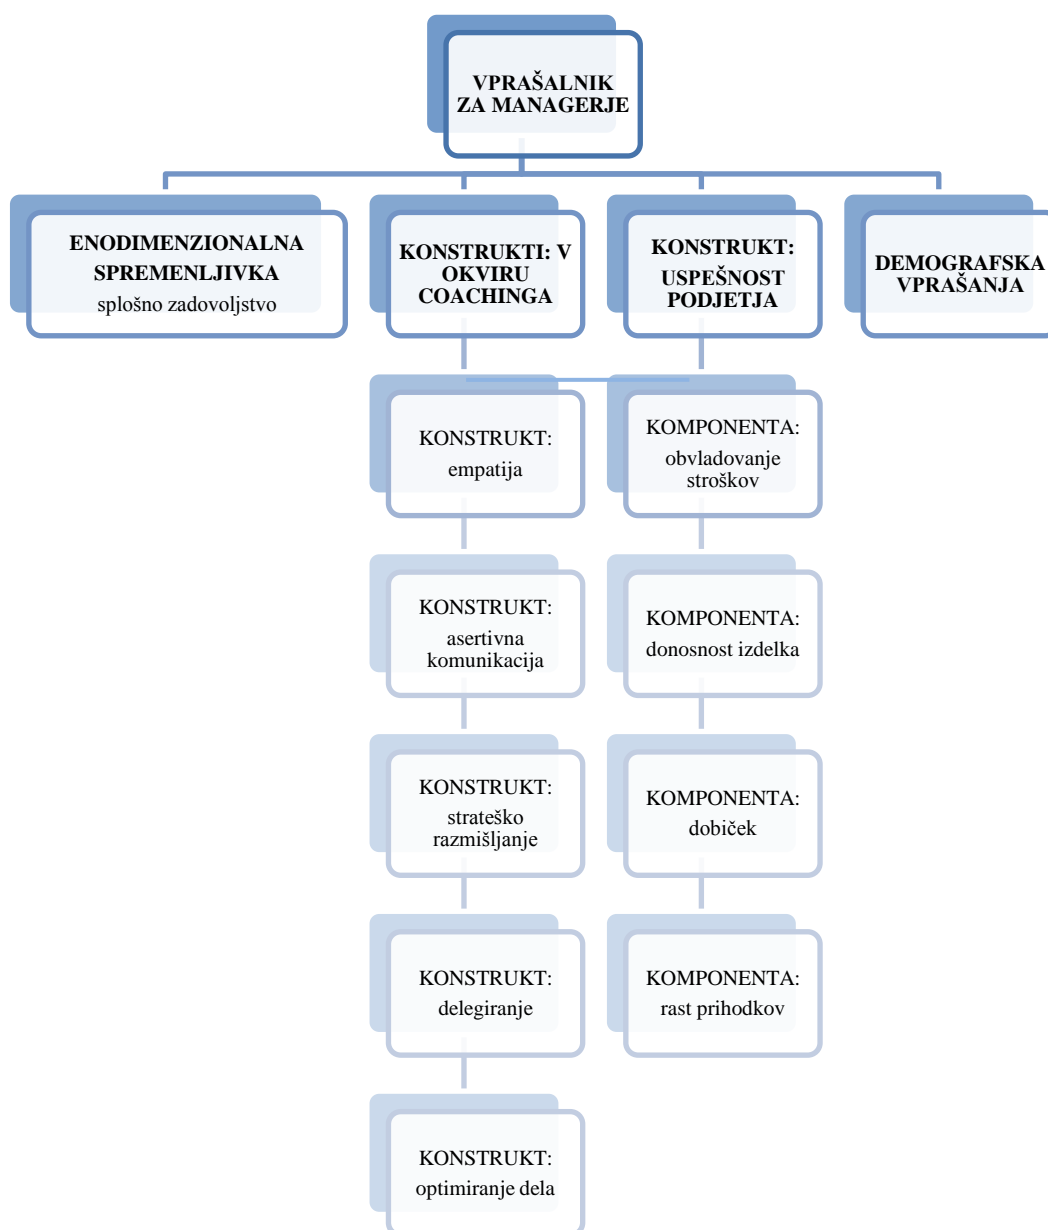 VPRAŠALNIK
ZA MANAGERJE
ENODIMENZIONALNA
SPREMENLJIVKA
splošno zadovoljstvo
KONSTRUKTI: V
OKVIRU
COACHINGA
KONSTRUKT:
USPEŠNOST
PODJETJA
DEMOGRAFSKA
VPRAŠANJA
KONSTRUKT:
empatija
KOMPONENTA:
obvladovanje
stroškov
KONSTRUKT:
asertivna
komunikacija
KOMPONENTA:
donosnost izdelka
KONSTRUKT:
strateško
razmišljanje
KOMPONENTA:
dobiček
KONSTRUKT:
delegiranje
KOMPONENTA:
rast prihodkov
KONSTRUKT:
optimiranje dela